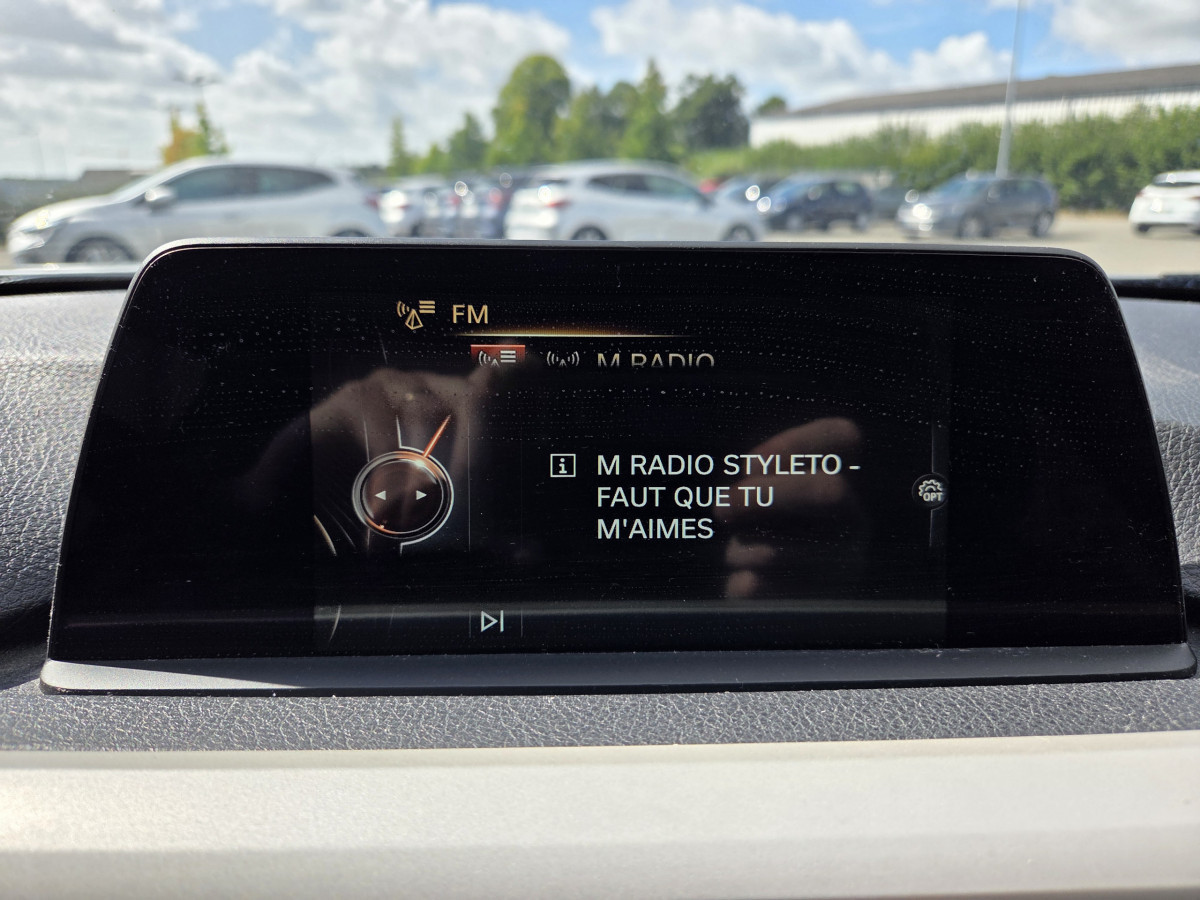 FM
M RADIO
M RADIO STYLETO -
FAUT QUE TU
M'AIMES
OPT